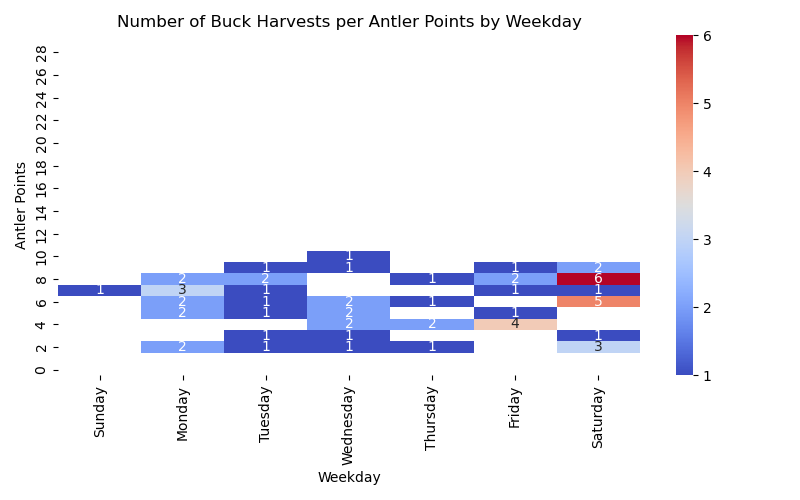 Number of Buck Harvests per Antler Points by Weekday
Antler Points
28
26
24
22
20
18
16
14
12
10
8
6
4
2
0
1
1 1 1 2
2 2 1 2 6
1 3 1 1 1
2 1 2 1 5
2 1 2 1
2 2 4
1 1 1
2 1 1 1 3
Sunday
Monday
Tuesday
Wednesday
Thursday
Friday
Saturday
Weekday
6
5
4
3
2
1